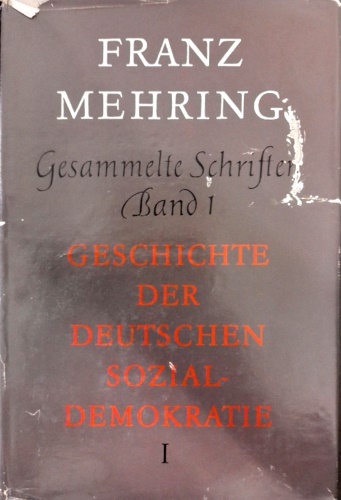 FRANZ
MEHRING
Gesammelte Schriften
Band 1
GESCHICHTE
DER
DEUTSCHEN
SOZIAL-
DEMOKRATIE
I